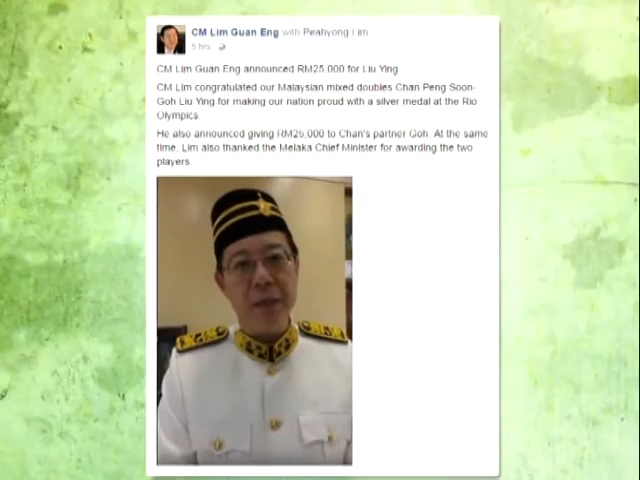 CM Lim Guan Eng with Peahyong Lim
5 hrs
CM Lim Guan Eng announced RM25,000 for Liu Ying
CM Lim congratulated our Malaysian mixed doubles Chan Peng Soon-
Goh Liu Ying for making our nation proud with a silver medal at the Rio
Olympics.
He also announced giving RM25,000 to Chan's partner Goh. At the same
time, Lim also thanked the Melaka Chief Minister for awarding the two
players.